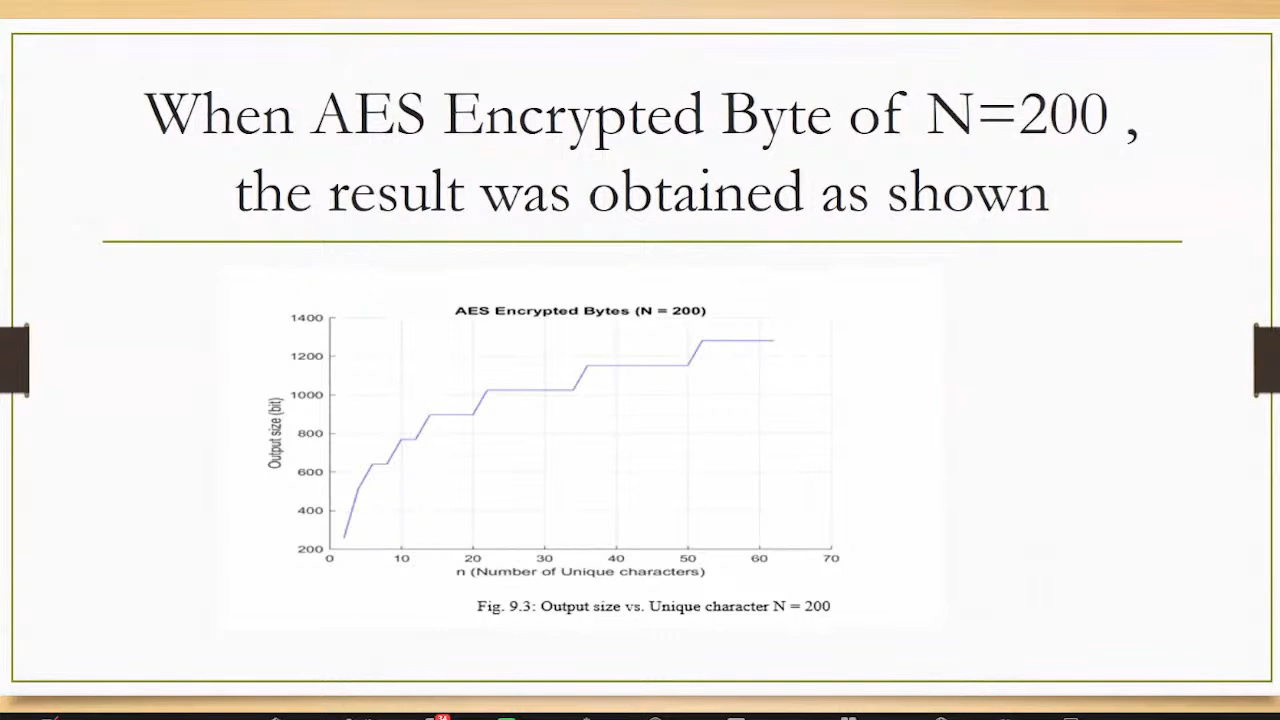 When AES Encrypted Byte of N=200 ,
the result was obtained as shown
AES Encrypted Bytes (N = 200)
1400
1200
1000
800
600
400
200
Output size (bit)
0 10 20 30 40 50 60 70
n (Number of Unique characters)
Fig. 9.3: Output size vs. Unique character N = 200
34